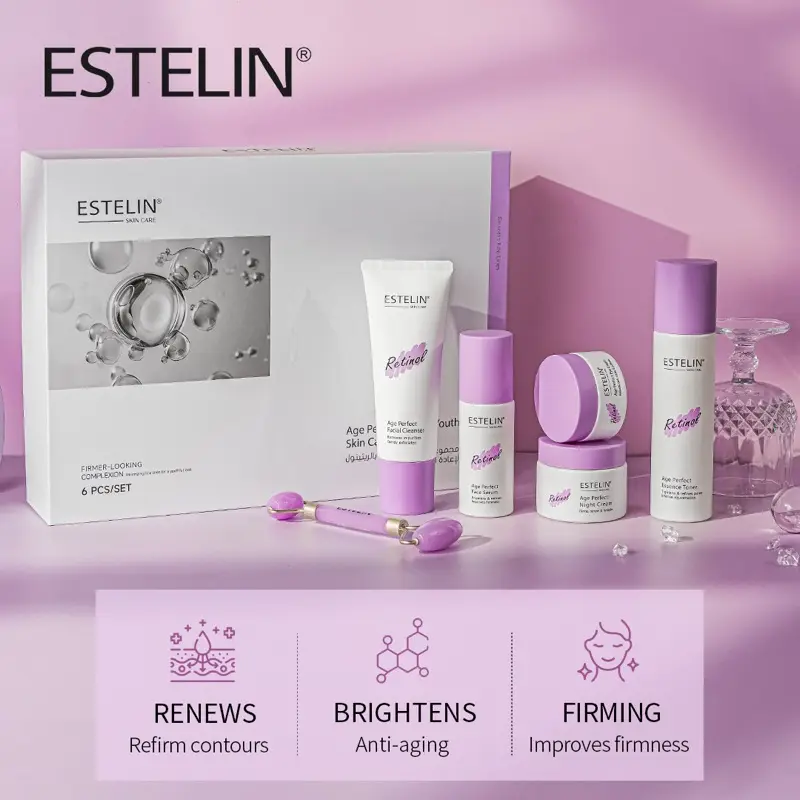 ESTELIN®
ESTELIN®
SKIN CARE
FIRMER-LOOKING
COMPLEXION
6 PCS/SET
Age Pe
Youth
Skin Ca
بالريتينول
ESTELIN®
Retinol
Age Perfect
Facial Cleanser
ESTELIN®
Retinol
Age Perfect
Face Serum
ESTELIN®
ESTELIN®
Retinol
Age Perfect
Night Cream
ESTELIN®
Retinol
Age Perfect
Essence Toner
RENEWS
Refirm contours
BRIGHTENS
Anti-aging
FIRMING
Improves firmness